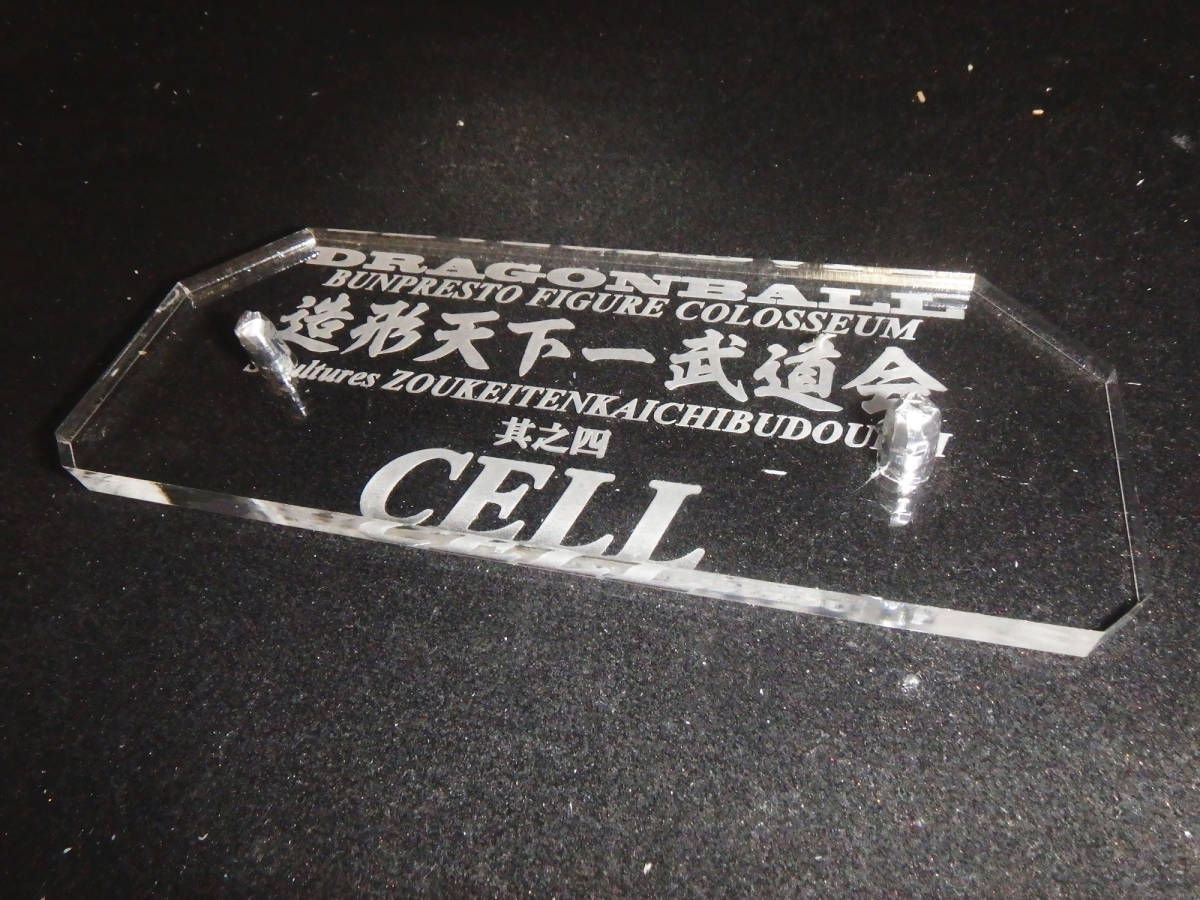 DRAGONBALL
BUNPRESTO FIGURE COLOSSEUM
造形天下一武道会
ZOUKEITENKAICHIBUDOUKAI
其之四
CELL